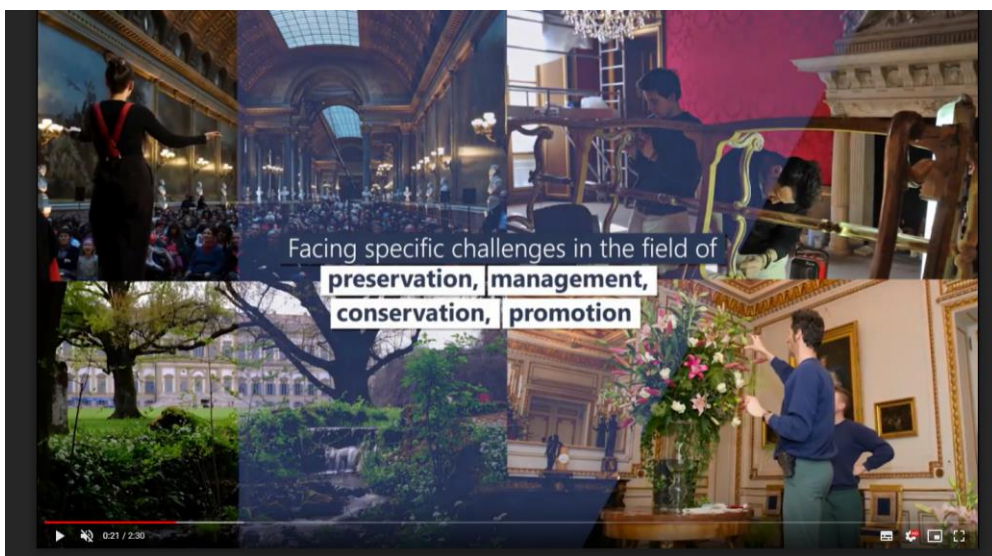 Facing specific challenges in the field of
preservation, management,
conservation, promotion
0:21 / 2:30